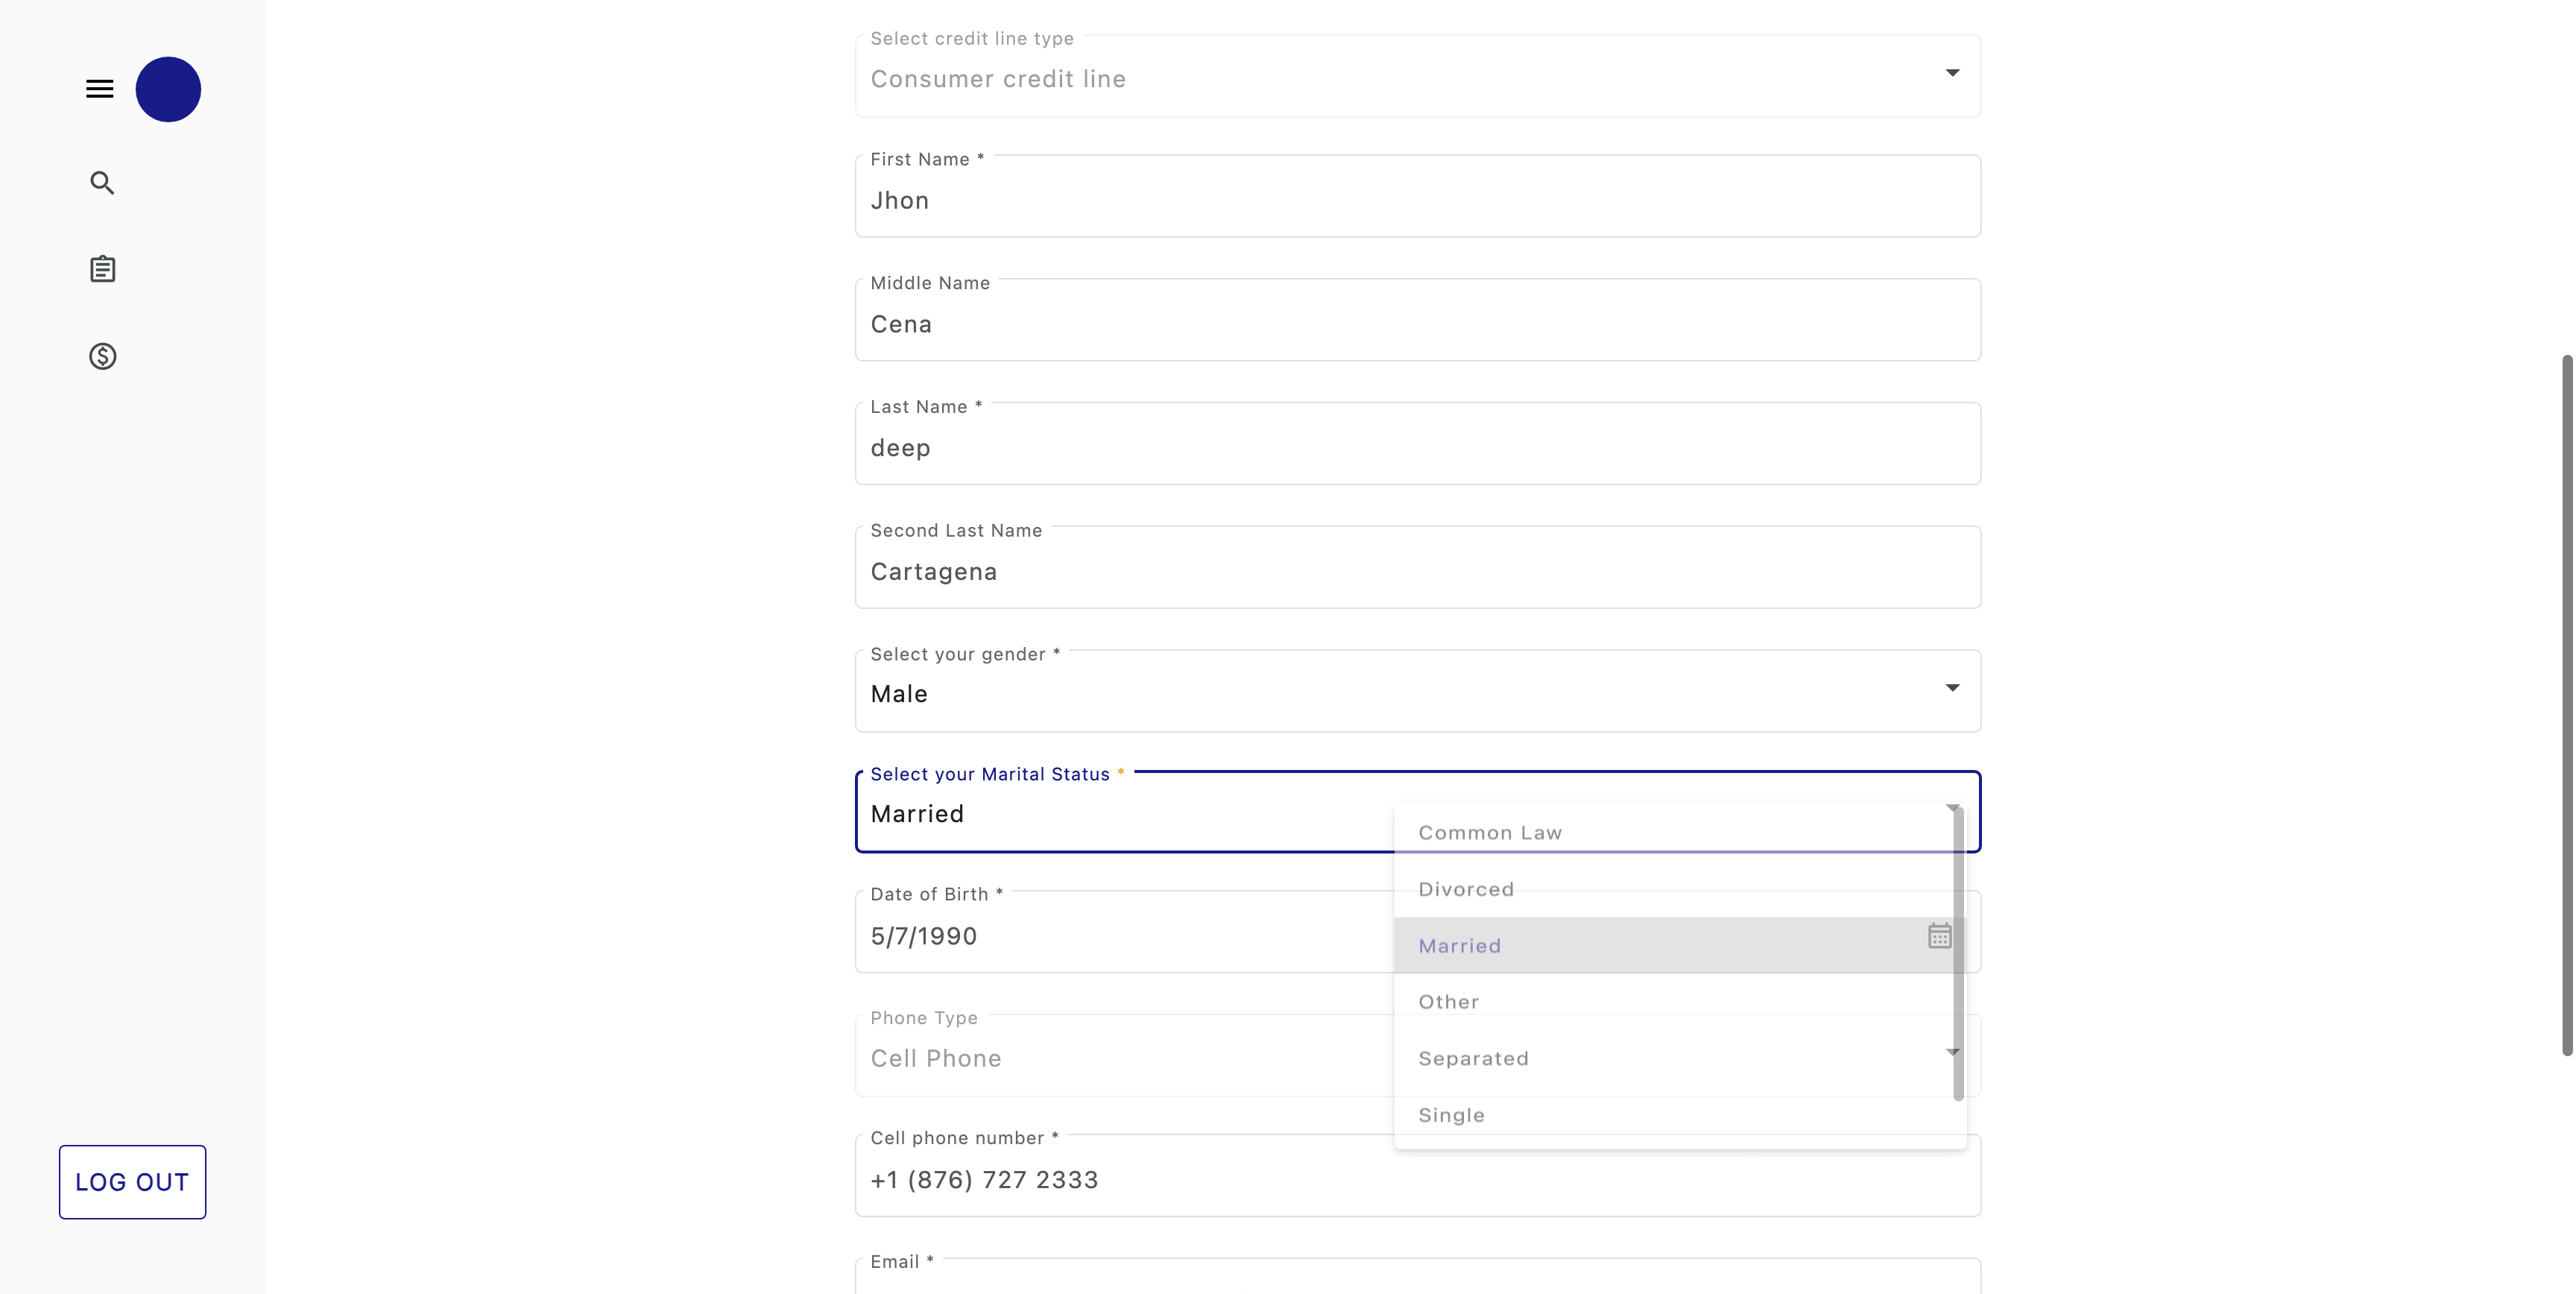 Select credit line type
Consumer credit line
First Name *
Jhon
Middle Name
Cena
Last Name *
deep
Second Last Name
Cartagena
Select your gender *
Male
Select your Marital Status *
Married
Common Law
Divorced
Married
Other
Separated
Single
Date of Birth *
5/7/1990
Phone Type
Cell Phone
Cell phone number *
+1 (876) 727 2333
Email *
LOG OUT